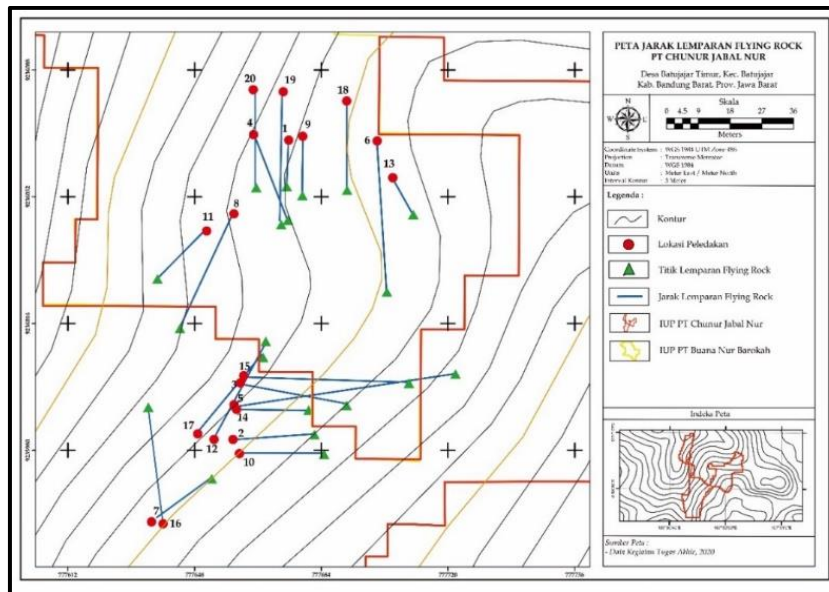 20
19
18
4
1
9
6
13
8
11
15
3
5
14
17
12
2
10
7
16
777612
777648
777684
777720
777756
PETA JARAK LEMPARAN FLYING ROCK
PT CHUNUR JABAL NUR
Desa Batujajar Timur, Kec. Batujajar
Kab. Bandung Barat, Prov. Jawa Barat
Skala
N
W
E
S
0 4.5 9 18 27 36
Meters
Projection : Transverse Mercator
Units : Meter East / Meter North
Interval Kontur : 3 Meter
Legenda :
Kontur
Lokasi Peledakan
Titik Lemparan Flying Rock
Jarak Lemparan Flying Rock
IUP PT Chunur Jabal Nur
IUP PT Buana Nur Barokah
Indeks Peta
Sumber Peta :
- Data Kegiatan Tugas Akhir, 2020